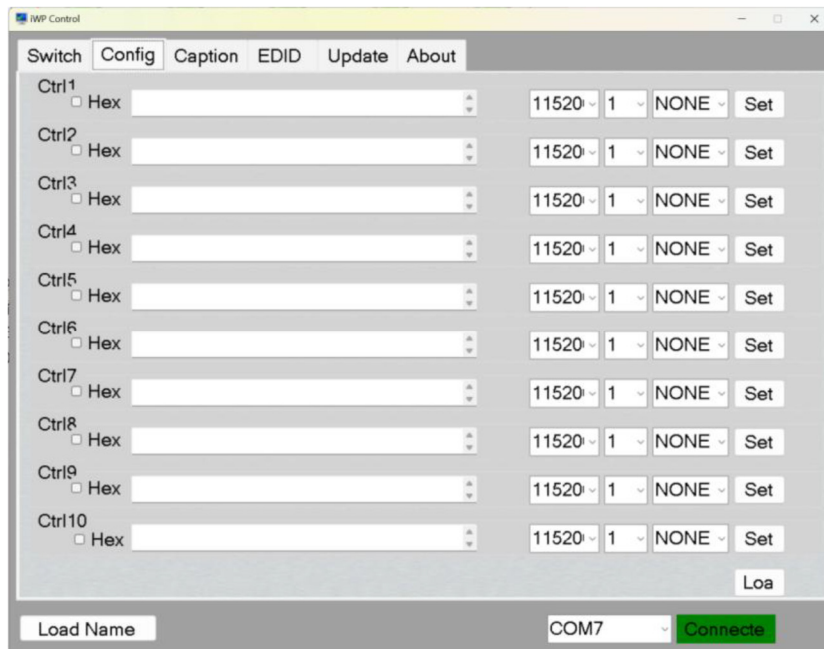 iWP Control
Switch Config Caption EDID Update About
Ctrl1
Hex 11520 1 NONE Set
Ctrl2
Hex 11520 1 NONE Set
Ctrl3
Hex 11520 1 NONE Set
Ctrl4
Hex 11520 1 NONE Set
Ctrl5
Hex 11520 1 NONE Set
Ctrl6
Hex 11520 1 NONE Set
Ctrl7
Hex 11520 1 NONE Set
Ctrl8
Hex 11520 1 NONE Set
Ctrl9
Hex 11520 1 NONE Set
Ctrl10
Hex 11520 1 NONE Set
Loa
Load Name COM7 Connecte